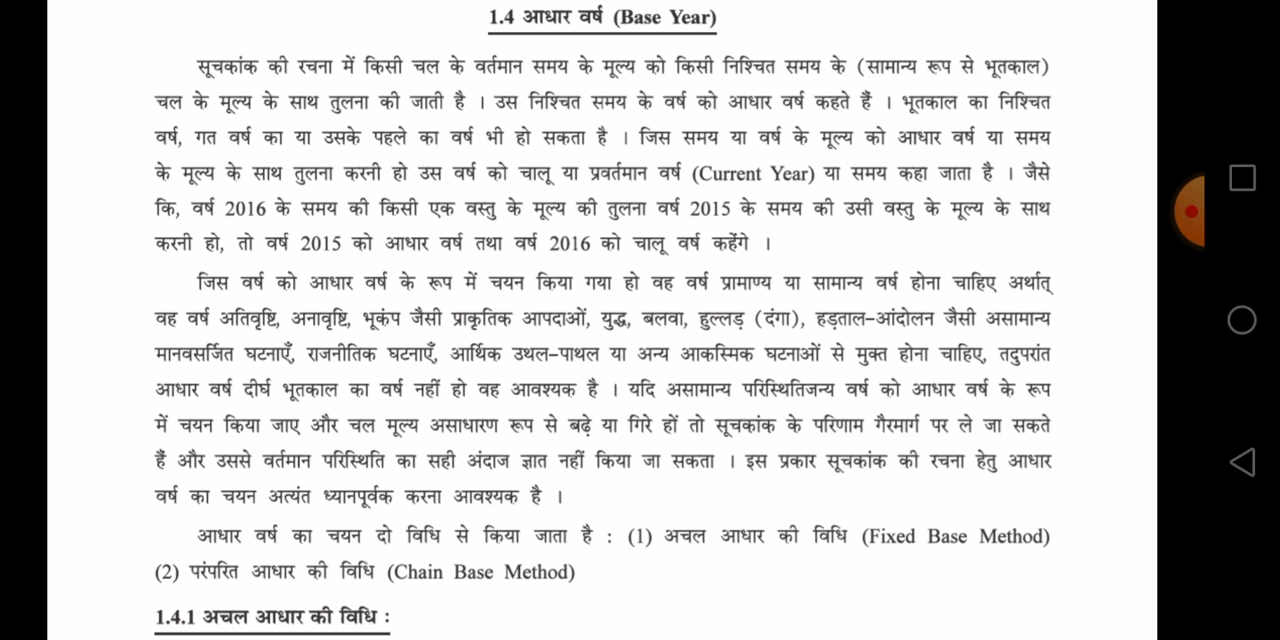 1.4 आधार वर्ष (Base Year)
सूचकांक की रचना में किसी चल के वर्तमान समय के मूल्य को किसी निश्चित समय के (सामान्य रूप से भूतकाल)
चल के मूल्य के साथ तुलना की जाती है । उस निश्चित समय के वर्ष को आधार वर्ष कहते हैं । भूतकाल का निश्चित
वर्ष, गत वर्ष का या उसके पहले का वर्ष भी हो सकता है । जिस समय या वर्ष के मूल्य को आधार वर्ष या समय
के मूल्य के साथ तुलना करनी हो उस वर्ष को चालू या प्रवर्तमान वर्ष (Current Year) या समय कहा जाता है । जैसे
कि, वर्ष 2016 के समय की किसी एक वस्तु के मूल्य की तुलना वर्ष 2015 के समय की उसी वस्तु के मूल्य के साथ
करनी हो, तो वर्ष 2015 को आधार वर्ष तथा वर्ष 2016 को चालू वर्ष कहेंगे ।
जिस वर्ष को आधार वर्ष के रूप में चयन किया गया हो वह वर्ष प्रामाण्य या सामान्य वर्ष होना चाहिए अर्थात्
वह वर्ष अतिवृष्टि, अनावृष्टि, भूकंप जैसी प्राकृतिक आपदाओं, युद्ध, बलवा, हुल्लड़ (दंगा), हड़ताल-आंदोलन जैसी असामान्य
मानवसर्जित घटनाएँ, राजनीतिक घटनाएँ, आर्थिक उथल-पाथल या अन्य आकस्मिक घटनाओं से मुक्त होना चाहिए, तदुपरांत
आधार वर्ष दीर्घ भूतकाल का वर्ष नहीं हो वह आवश्यक है । यदि असामान्य परिस्थितिजन्य वर्ष को आधार वर्ष के रूप
में चयन किया जाए और चल मूल्य असाधारण रूप से बढ़े या गिरे हों तो सूचकांक के परिणाम गैरमार्ग पर ले जा सकते
हैं और उससे वर्तमान परिस्थिति का सही अंदाज ज्ञात नहीं किया जा सकता । इस प्रकार सूचकांक की रचना हेतु आधार
वर्ष का चयन अत्यंत ध्यानपूर्वक करना आवश्यक है ।
आधार वर्ष का चयन दो विधि से किया जाता है : (1) अचल आधार की विधि (Fixed Base Method)
(2) परंपरित आधार की विधि (Chain Base Method)
1.4.1 अचल आधार की विधि :